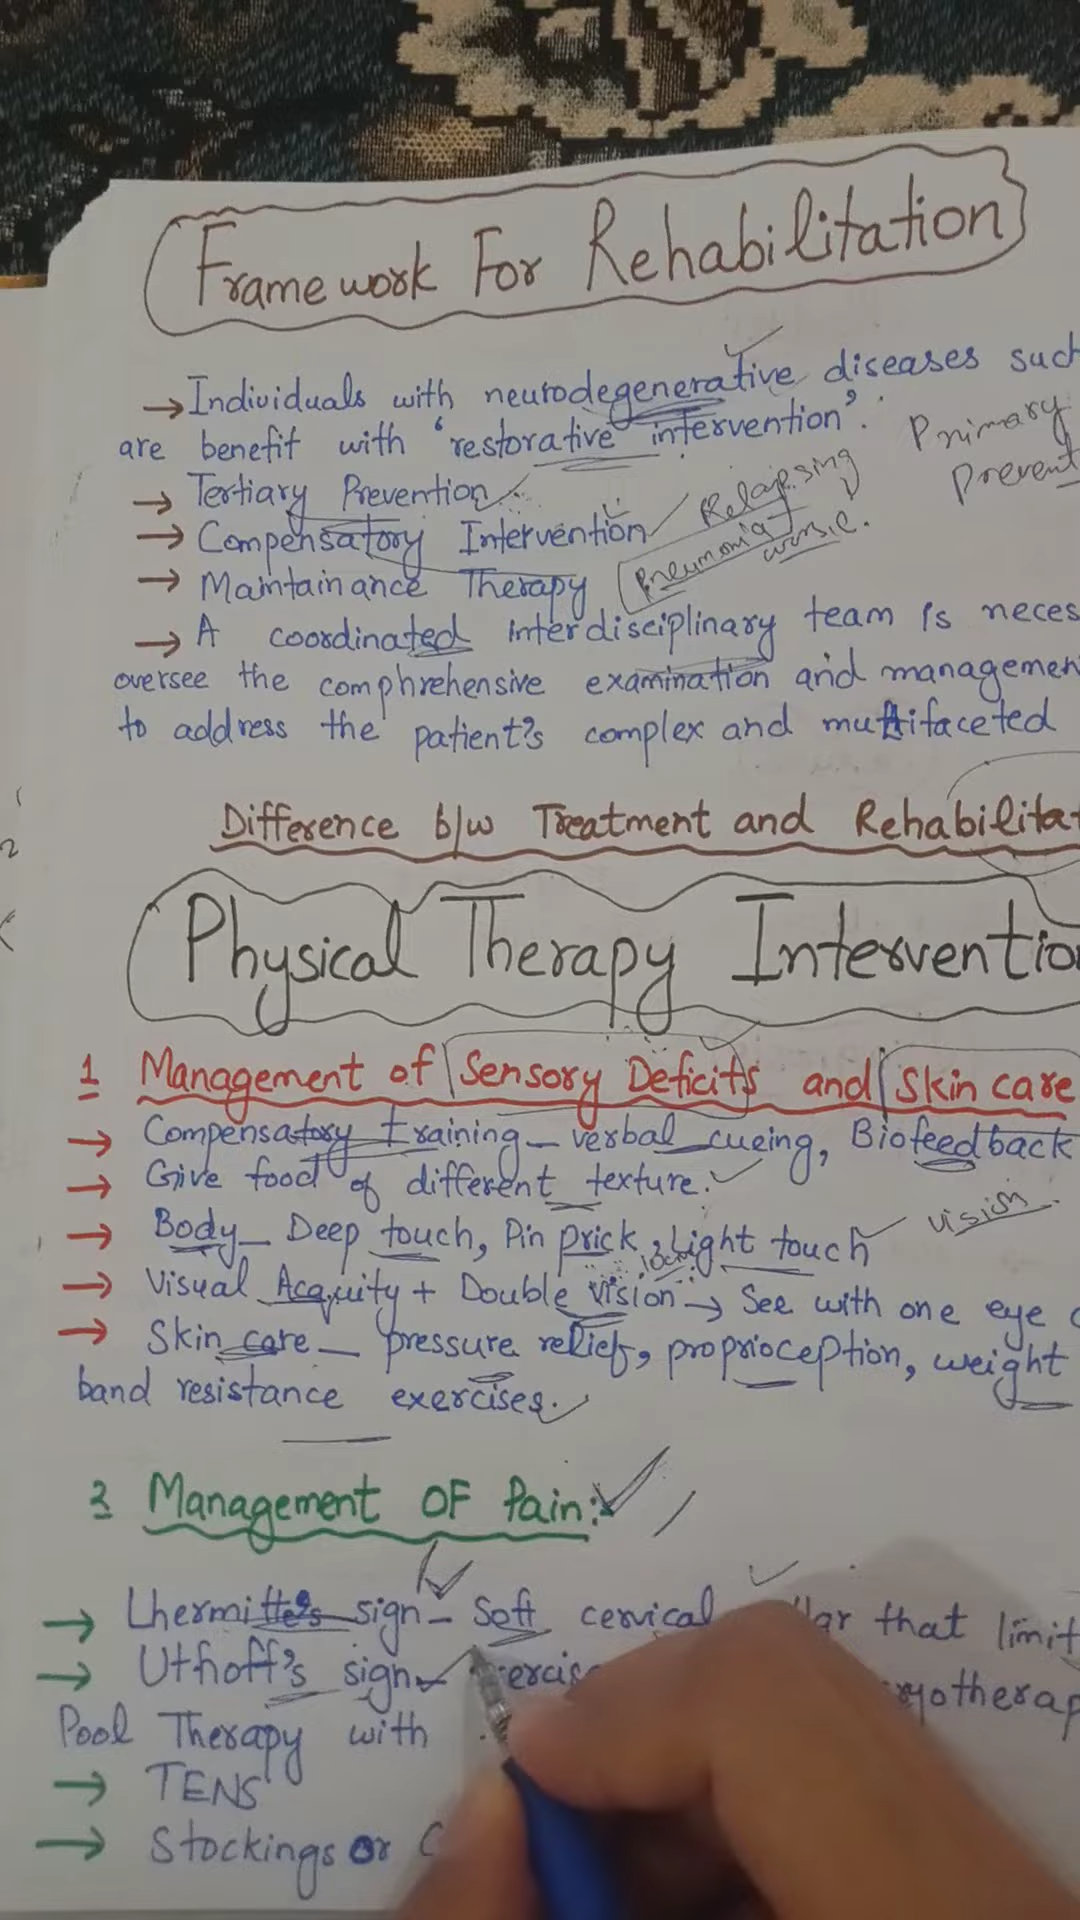 Framework For Rehabilitation
→ Individuals with neurodegenerative diseases such
are benefit with 'restorative intervention'.
Primary
Prevent
→ Tertiary Prevention
Relapsing
→ Compensatory Intervention
Pneumonia
worsie.
→ Maintainance Therapy
→ A coordinated interdisciplinary team is neces
oversee the comphrehensive examination and managemen
to address the patient's complex and multifaceted
Difference b/w Treatment and Rehabilita
Physical Therapy Interventio
1 Management of Sensory Deficits and Skin care
→ Compensatory training - verbal cueing, Biofeedback
→ Give food of different texture.
→ Body - Deep touch, Pin prick, Light touch
vision
→ Visual Acquity + Double vision → See with one eye
→ Skin care - pressure relief, proprioception, weight
band resistance exercises.
3 Management OF Pain:
→ Lhermitte's sign - Soft cervical that limit
→ Uthoff's sign
Pool Therapy with
→ TENS
→ Stockings or